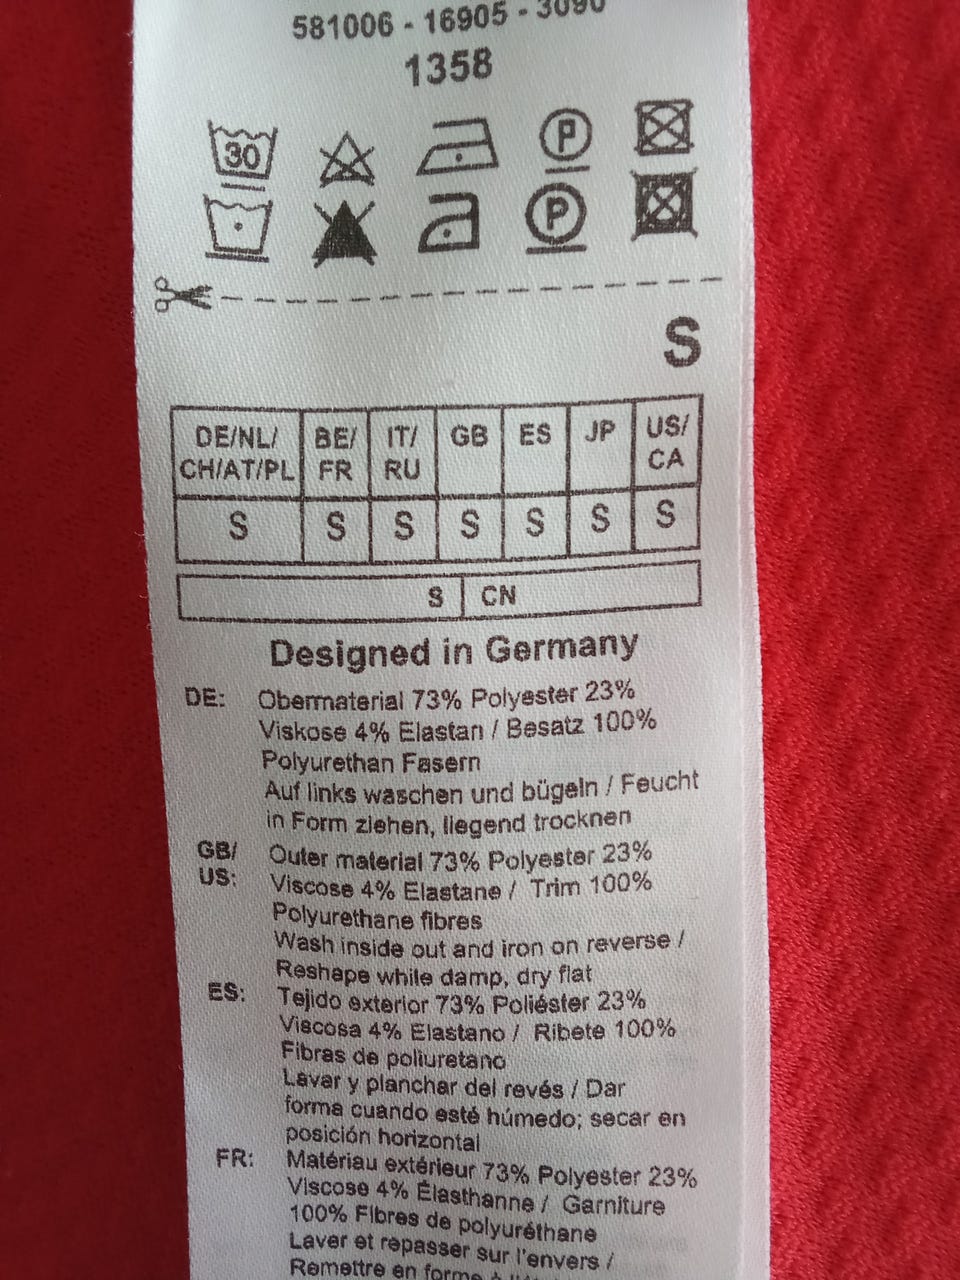 581006 - 16905 - 3090
1358
30 P
P
S
DE/NL/ CH/AT/PL BE/ FR IT/ RU GB ES JP US/ CA
S S S S S S S
S CN
Designed in Germany
DE: Obermaterial 73% Polyester 23%
Viskose 4% Elastan / Besatz 100%
Polyurethan Fasern
Auf links waschen und bügeln / Feucht
in Form ziehen, liegend trocknen
GB/ Outer material 73% Polyester 23%
US: Viscose 4% Elastane / Trim 100%
Polyurethane fibres
Wash inside out and iron on reverse /
Reshape while damp, dry flat
ES: Tejido exterior 73% Poliéster 23%
Viscosa 4% Elastano / Ribete 100%
Fibras de poliuretano
Lavar y planchar del revés / Dar
forma cuando esté húmedo; secar en
posición horizontal
FR: Matériau extérieur 73% Polyester 23%
Viscose 4% Élasthanne / Garniture
100% Fibres de polyuréthane
Laver et repasser sur l'envers /
Remettre en forme à